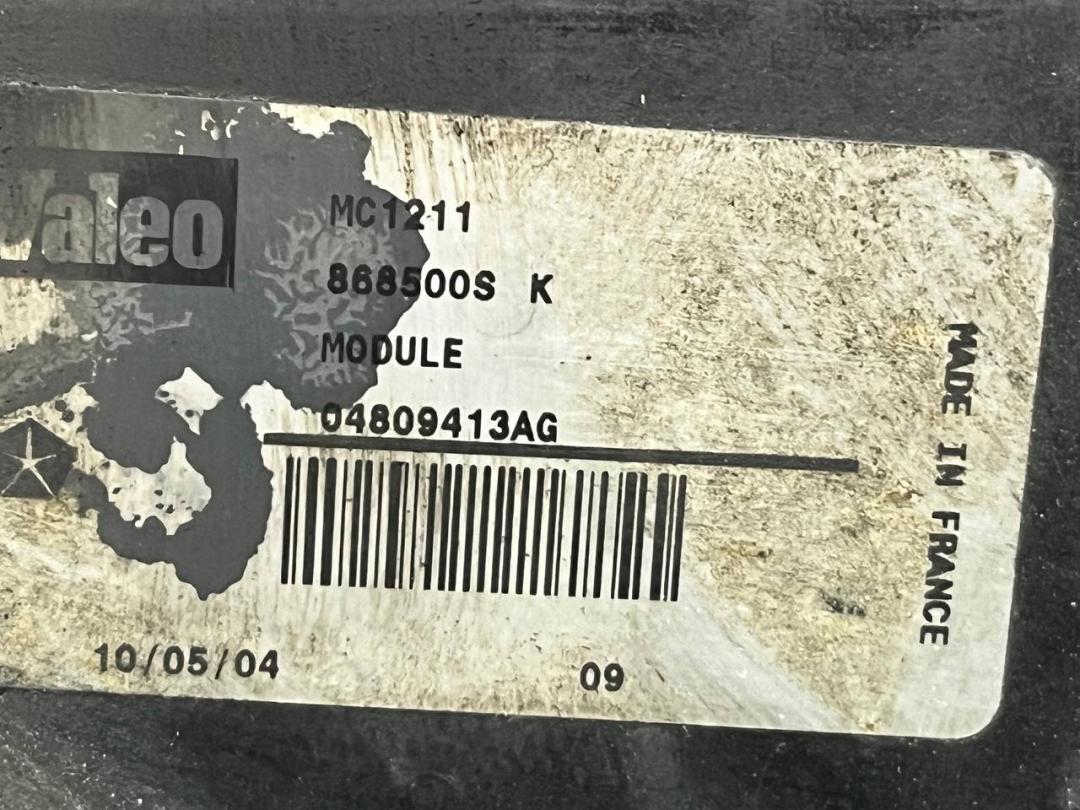 Valeo
MC1211
868500S K
MODULE
04809413AG
10/05/04
09
MADE IN FRANCE